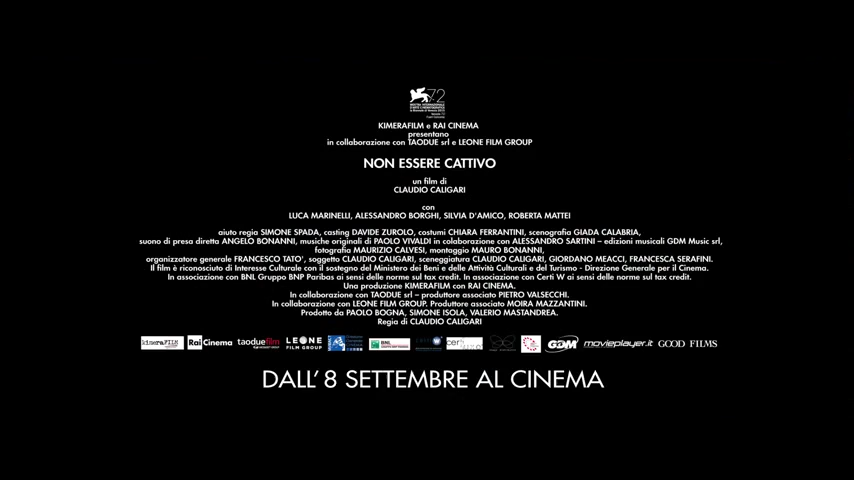 72
KIMERAFILM e RAI CINEMA
presentano
in collaborazione con TAODUE srl e LEONE FILM GROUP
NON ESSERE CATTIVO
un film di
CLAUDIO CALIGARI
con
LUCA MARINELLI, ALESSANDRO BORGHI, SILVIA D'AMICO, ROBERTA MATTEI
aiuto regia SIMONE SPADA, casting DAVIDE ZUROLO, costumi CHIARA FERRANTINI, scenografia GIADA CALABRIA,
suono di presa diretta ANGELO BONANNI, musiche originali di PAOLO VIVALDI in collaborazione con ALESSANDRO SARTINI – edizioni musicali GDM Music srl,
fotografia MAURIZIO CALVESI, montaggio MAURO BONANNI,
organizzatore generale FRANCESCO TATO', soggetto CLAUDIO CALIGARI, sceneggiatura CLAUDIO CALIGARI, GIORDANO MEACCI, FRANCESCA SERAFINI.
Il film è riconosciuto di Interesse Culturale con il sostegno del Ministero dei Beni e delle Attività Culturali e del Turismo - Direzione Generale per il Cinema.
In associazione con BNL Gruppo BNP Paribas ai sensi delle norme sul tax credit. In associazione con Certi W ai sensi delle norme sul tax credit.
Una produzione KIMERAFILM con RAI CINEMA.
In collaborazione con TAODUE srl – produttore associato PIETRO VALSECCHI.
In collaborazione con LEONE FILM GROUP. Produttore associato MOIRA MAZZANTINI.
Prodotto da PAOLO BOGNA, SIMONE ISOLA, VALERIO MASTANDREA.
Regia di CLAUDIO CALIGARI
kimeraFILM Rai Cinema taoduefilm LEONE FILM GROUP BNL GDM movieplayer.it GOOD FILMS
DALL' 8 SETTEMBRE AL CINEMA